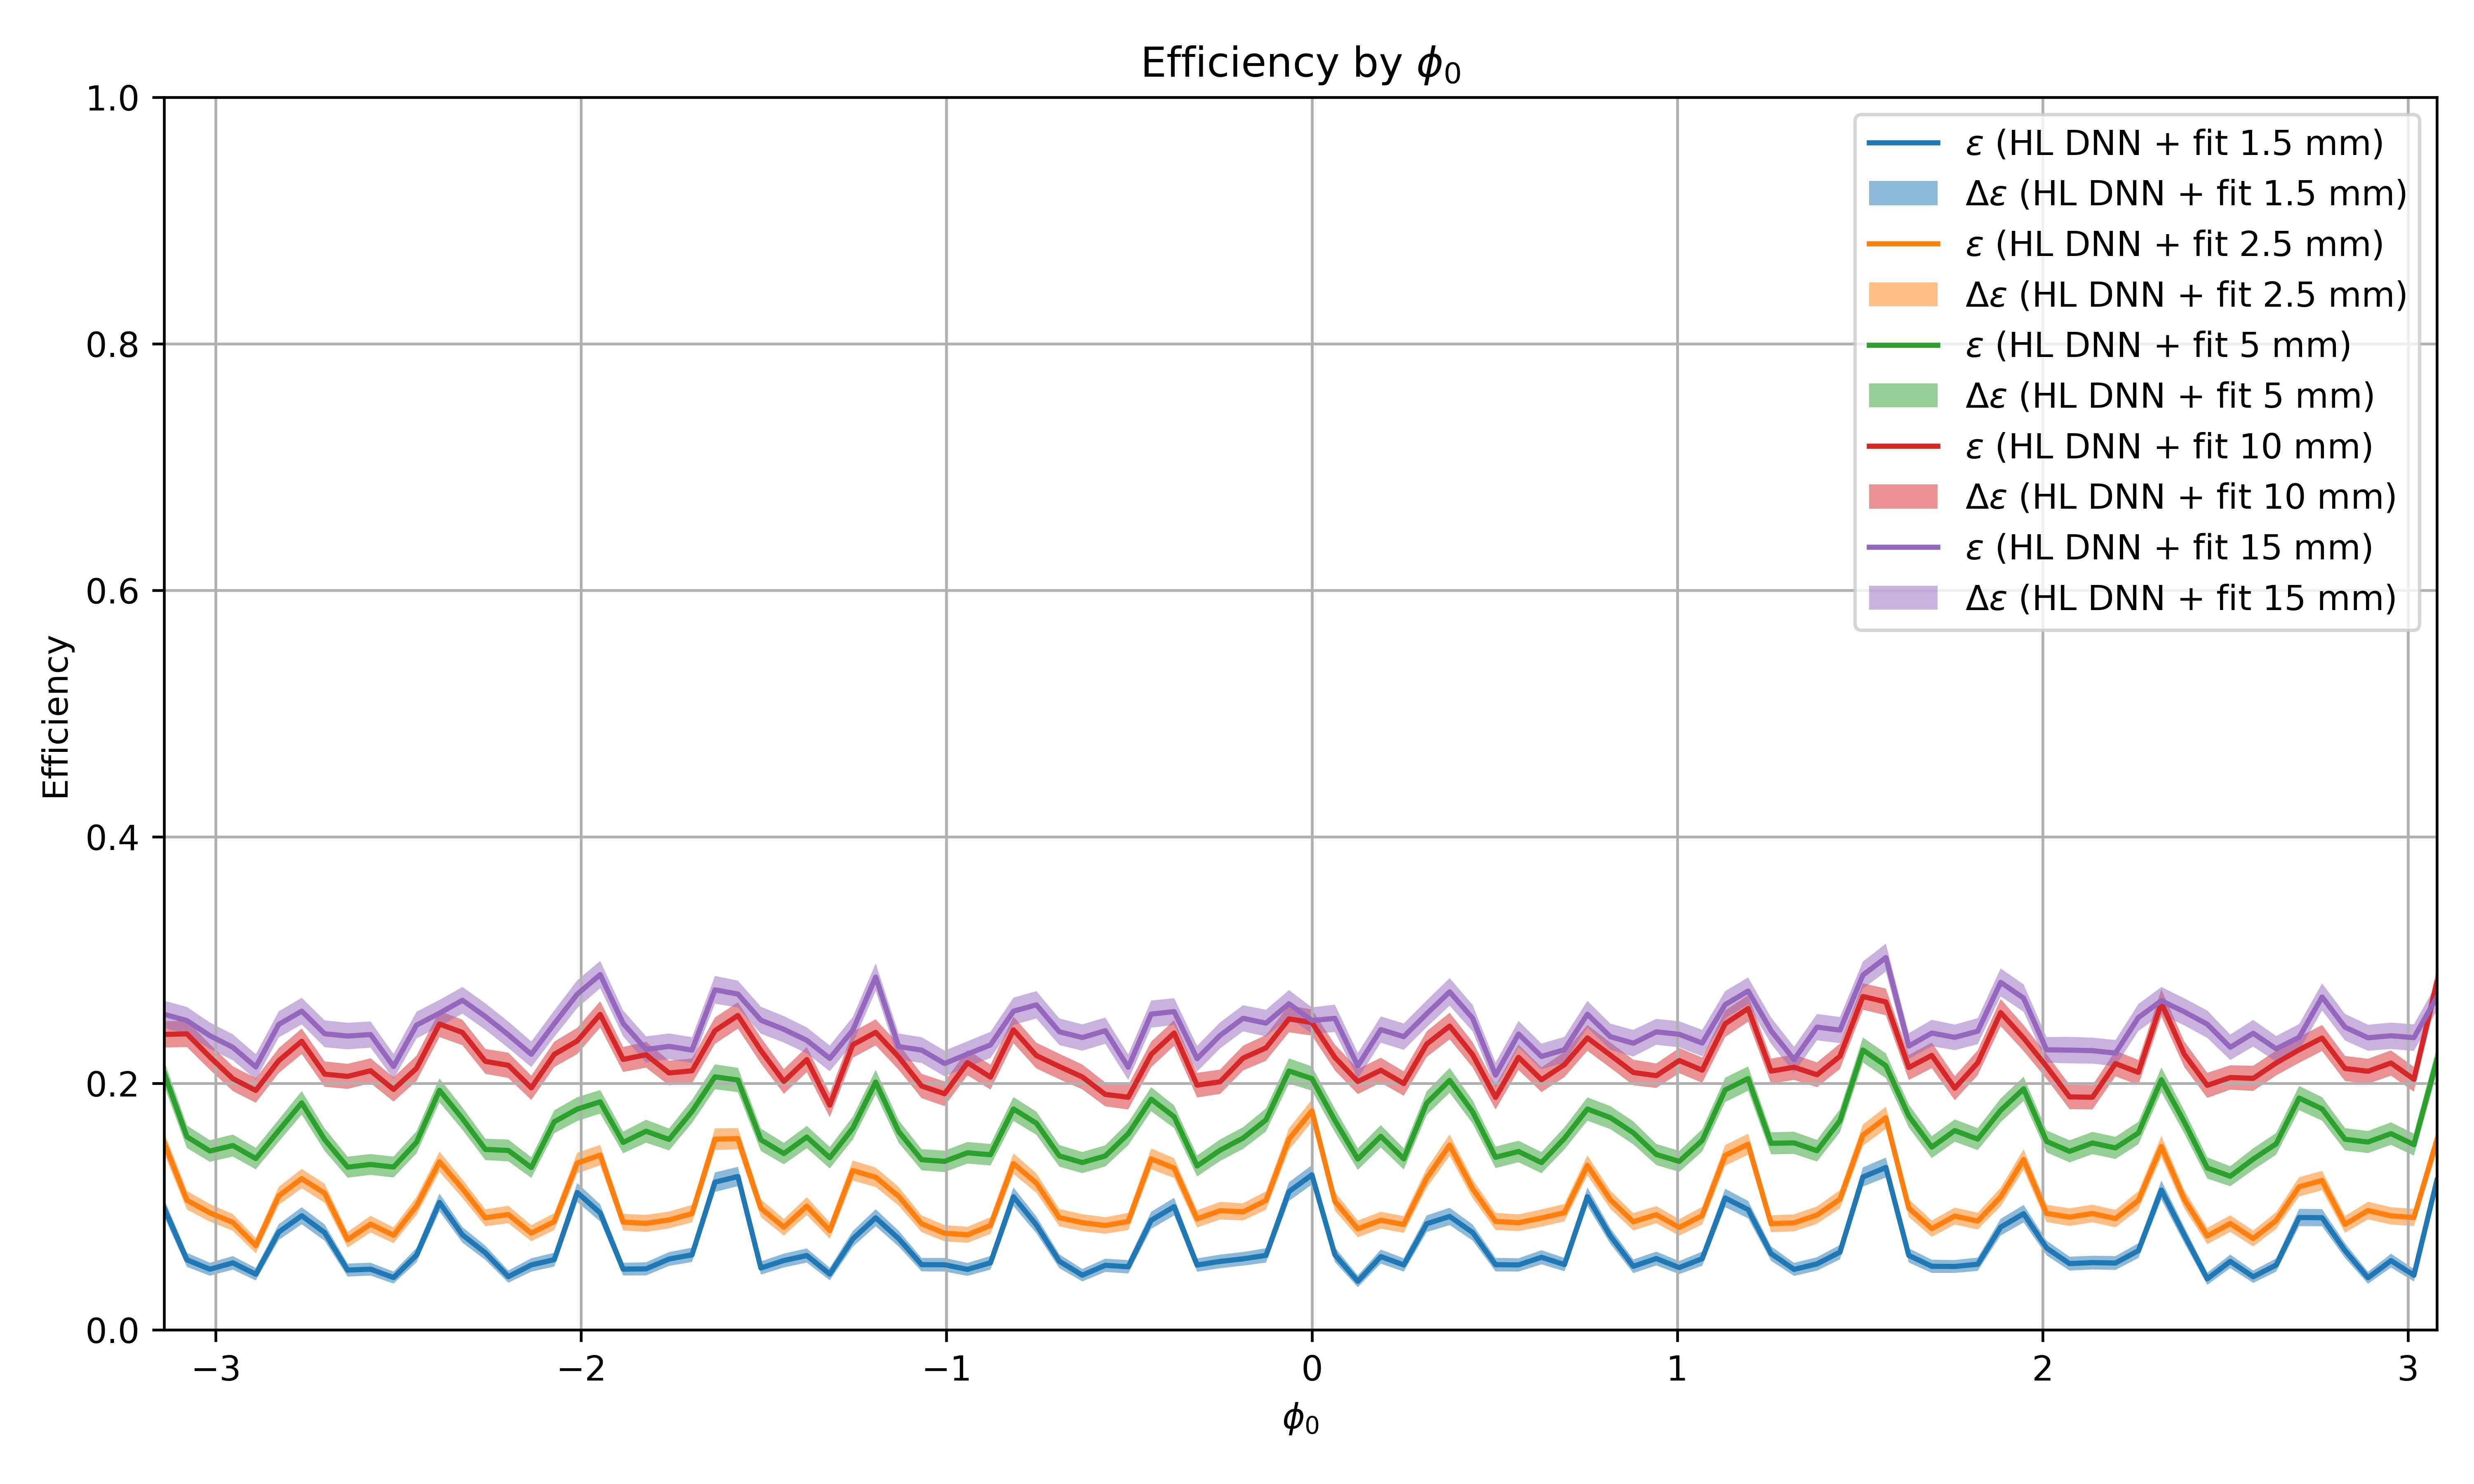 Efficiency by ϕ₀
1.0
0.8
0.6
0.4
0.2
0.0
Efficiency
ε (HL DNN + fit 1.5 mm)
Δε (HL DNN + fit 1.5 mm)
ε (HL DNN + fit 2.5 mm)
Δε (HL DNN + fit 2.5 mm)
ε (HL DNN + fit 5 mm)
Δε (HL DNN + fit 5 mm)
ε (HL DNN + fit 10 mm)
Δε (HL DNN + fit 10 mm)
ε (HL DNN + fit 15 mm)
Δε (HL DNN + fit 15 mm)
−3 −2 −1 0 1 2 3
ϕ₀